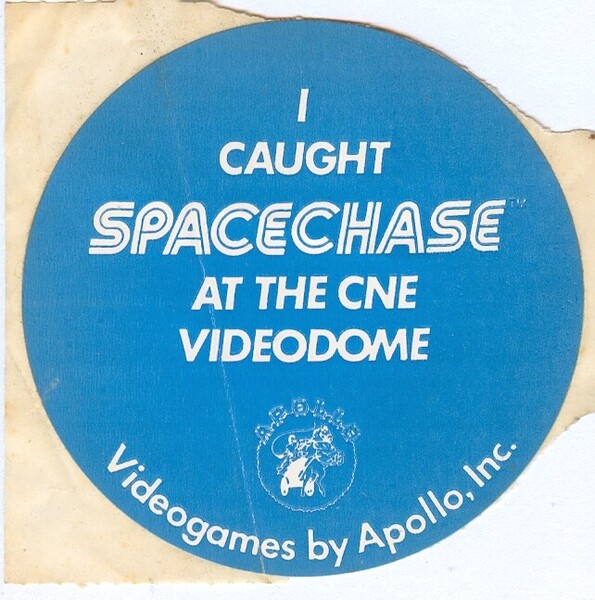 I
CAUGHT
SPACECHASE™
AT THE CNE
VIDEODOME
APOLLO
Videogames by Apollo, Inc.